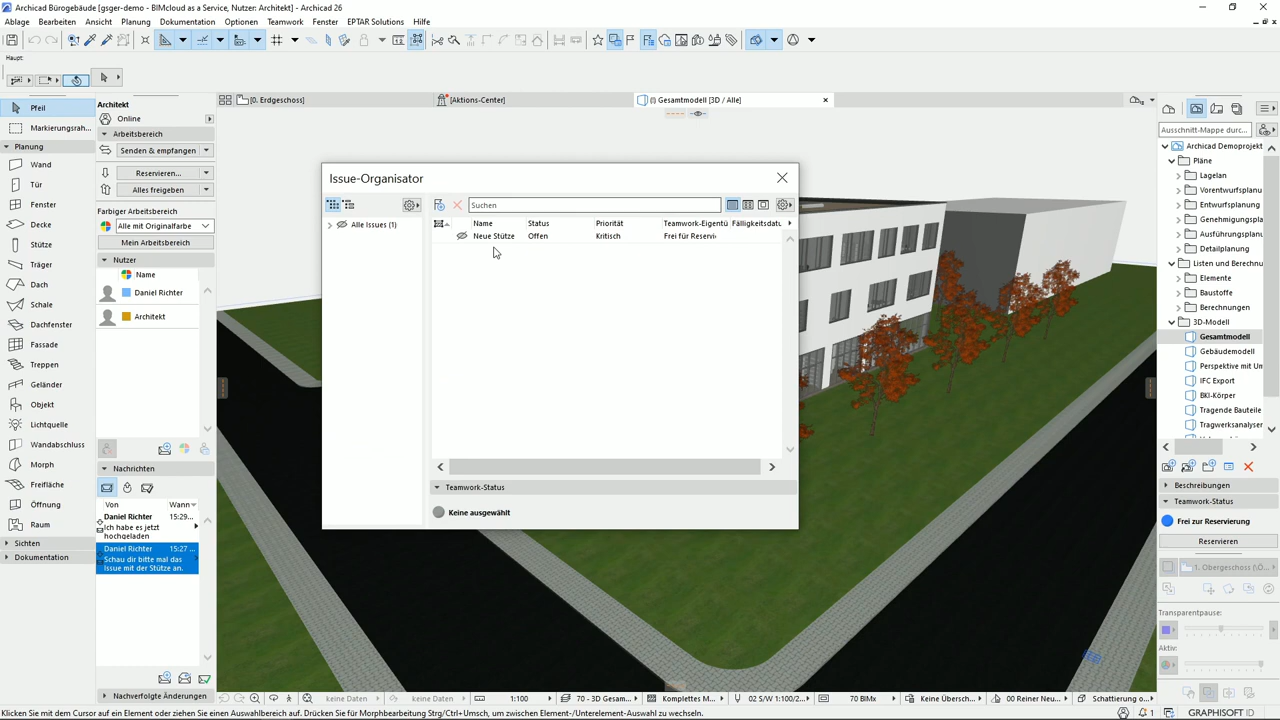 Archicad Bürogebäude [gsger-demo - BIMcloud as a Service, Nutzer: Architekt] - Archicad 26
Ablage Bearbeiten Ansicht Planung Dokumentation Optionen Teamwork Fenster EPTAR Solutions Hilfe
Haupt:
[0. Erdgeschoss]
[Aktions-Center]
(!) Gesamtmodell [3D / Alle]
Pfeil
Markierungsrah...
Planung
Wand
Tür
Fenster
Decke
Stütze
Träger
Dach
Schale
Dachfenster
Fassade
Treppen
Geländer
Objekt
Lichtquelle
Wandabschluss
Morph
Freifläche
Öffnung
Raum
Sichten
Dokumentation
Architekt
Online
Arbeitsbereich
Senden & empfangen
Reservieren...
Alles freigeben
Farbiger Arbeitsbereich
Alle mit Originalfarbe
Mein Arbeitsbereich
Nutzer
Name
Daniel Richter
Architekt
Nachrichten
Von Wann
Daniel Richter 15:29...
Ich habe es jetzt
hochgeladen
Daniel Richter 15:27 ...
Schau dir bitte mal das
Issue mit der Stütze an.
Nachverfolgte Änderungen
Issue-Organisator
Suchen
Alle Issues (1)
Name Status Priorität Teamwork-Eigentü Fälligkeitsdatu
Neue Stütze Offen Kritisch Frei für Reservi
Teamwork-Status
Keine ausgewählt
Ausschnitt-Mappe durc...
Archicad Demoprojekt
Pläne
Lagelan
Vorentwurfsplanu
Entwurfsplanung
Genehmigungspla
Ausführungsplanu
Detailplanung
Listen und Berechnu
Elemente
Baustoffe
Berechnungen
3D-Modell
Gesamtmodell
Gebäudemodell
Perspektive mit Un
IFC Export
BKI-Körper
Tragende Bauteile
Tragwerksanalyser
Beschreibungen
Teamwork-Status
Frei zur Reservierung
Reservieren
1. Obergeschoss (\Ö...
Transparentpause:
Aktiv:
keine Daten keine Daten 1:100 70 - 3D Gesam... Komplettes M... 02 S/W 1:100/2... 70 BIMx Keine Übersch... 00 Reiner Neu... Schattierung o...
Klicken Sie mit dem Cursor auf ein Element oder ziehen Sie einen Auswahlbereich auf. Drücken Sie für Morphbearbeitung Strg/Ctrl+Umsch, um zwischen Element-/Unterelement-Auswahl zu wechseln.
1 GRAPHISOFT ID